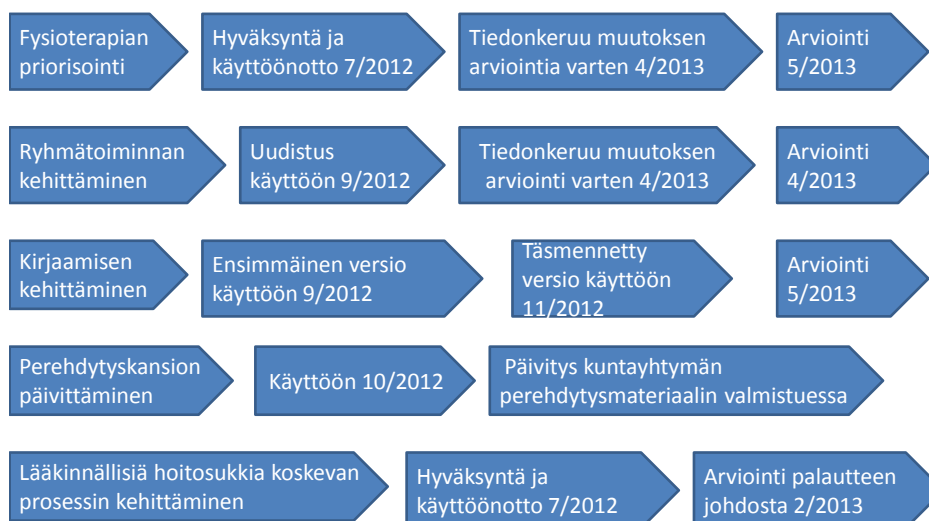 Fysioterapian
priorisointi
Hyväksyntä ja
käyttöönotto 7/2012
Tiedonkeruu muutoksen
arviointia varten 4/2013
Arviointi
5/2013
Ryhmätoiminnan
kehittäminen
Uudistus
käyttöön 9/2012
Tiedonkeruu muutoksen
arviointi varten 4/2013
Arviointi
4/2013
Kirjaamisen
kehittäminen
Ensimmäinen versio
käyttöön 9/2012
Täsmennetty
versio käyttöön
11/2012
Arviointi
5/2013
Perehdytyskansion
päivittäminen
Käyttöön 10/2012
Päivitys kuntayhtymän
perehdytysmateriaalin valmistuessa
Lääkinnällisiä hoitosukkia koskevan
prosessin kehittäminen
Hyväksyntä ja
käyttöönotto 7/2012
Arviointi palautteen
johdosta 2/2013